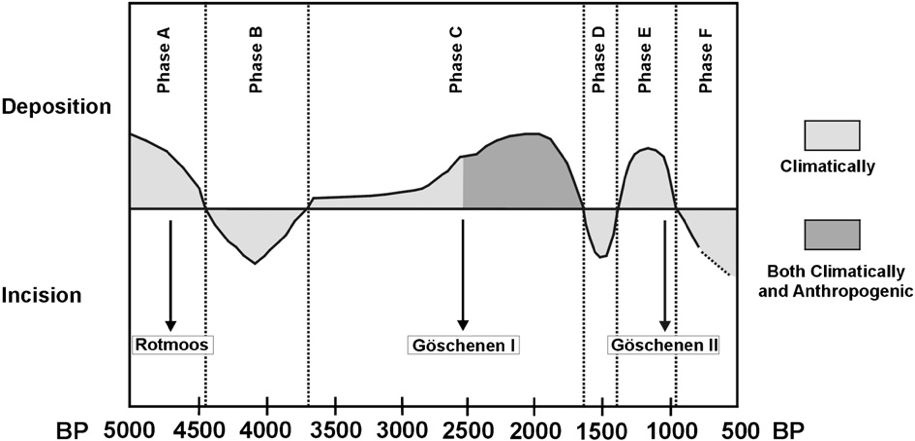 Phase A
Phase B
Phase C
Phase D
Phase E
Phase F
Deposition
Climatically
Both Climatically
and Anthropogenic
Incision
Rotmoos
Göschenen I
Göschenen II
BP 5000 4500 4000 3500 3000 2500 2000 1500 1000 500 BP